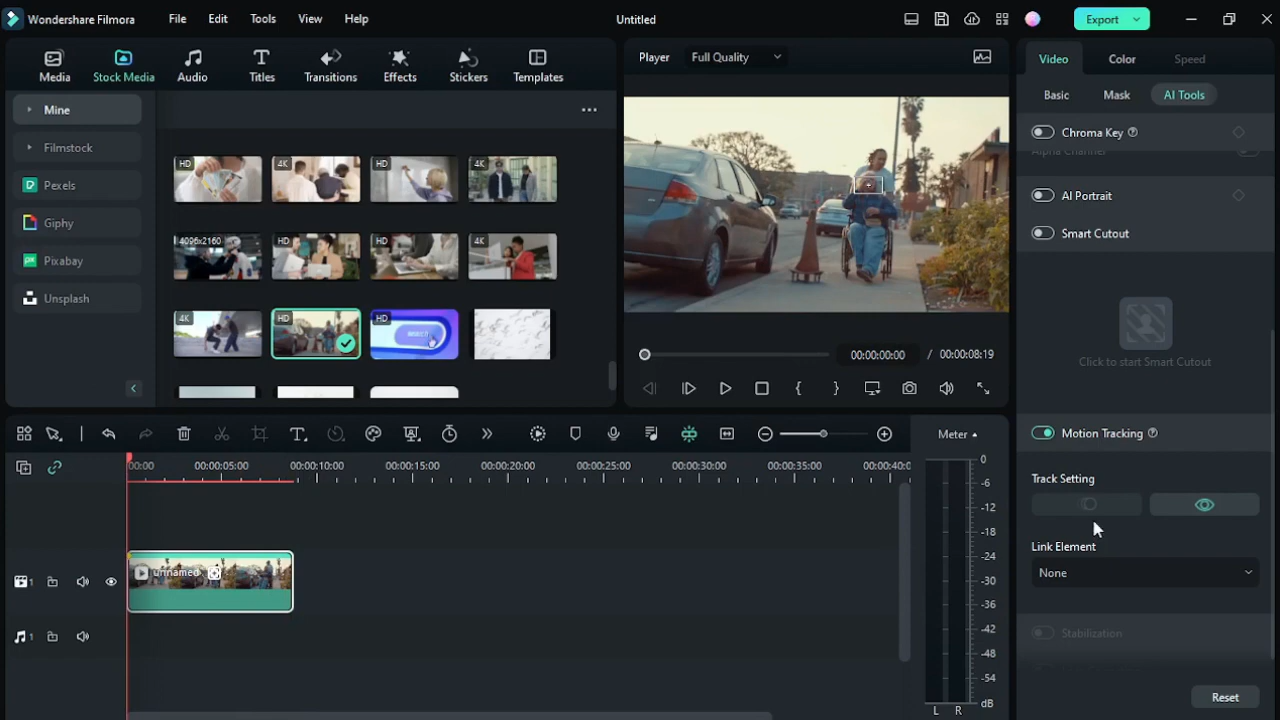 Wondershare Filmora File Edit Tools View Help Untitled Export
Media Stock Media Audio Titles Transitions Effects Stickers Templates
Mine
Filmstock
Pexels
Giphy
Pixabay
Unsplash
HD 4K HD 4K
4096x2160 HD HD 4K
4K HD HD
Player Full Quality
00:00:00:00 / 00:00:08:19
Video Color Speed
Basic Mask AI Tools
Chroma Key
Alpha Channel
AI Portrait
Smart Cutout
Click to start Smart Cutout
Motion Tracking
Track Setting
Link Element
None
Stabilization
Reset
00:00 00:00:05:00 00:00:10:00 00:00:15:00 00:00:20:00 00:00:25:00 00:00:30:00 00:00:35:00 00:00:40:0
unnamed
1
1
Meter
0
-6
-12
-18
-24
-30
-36
-42
-48
-54
dB
L R